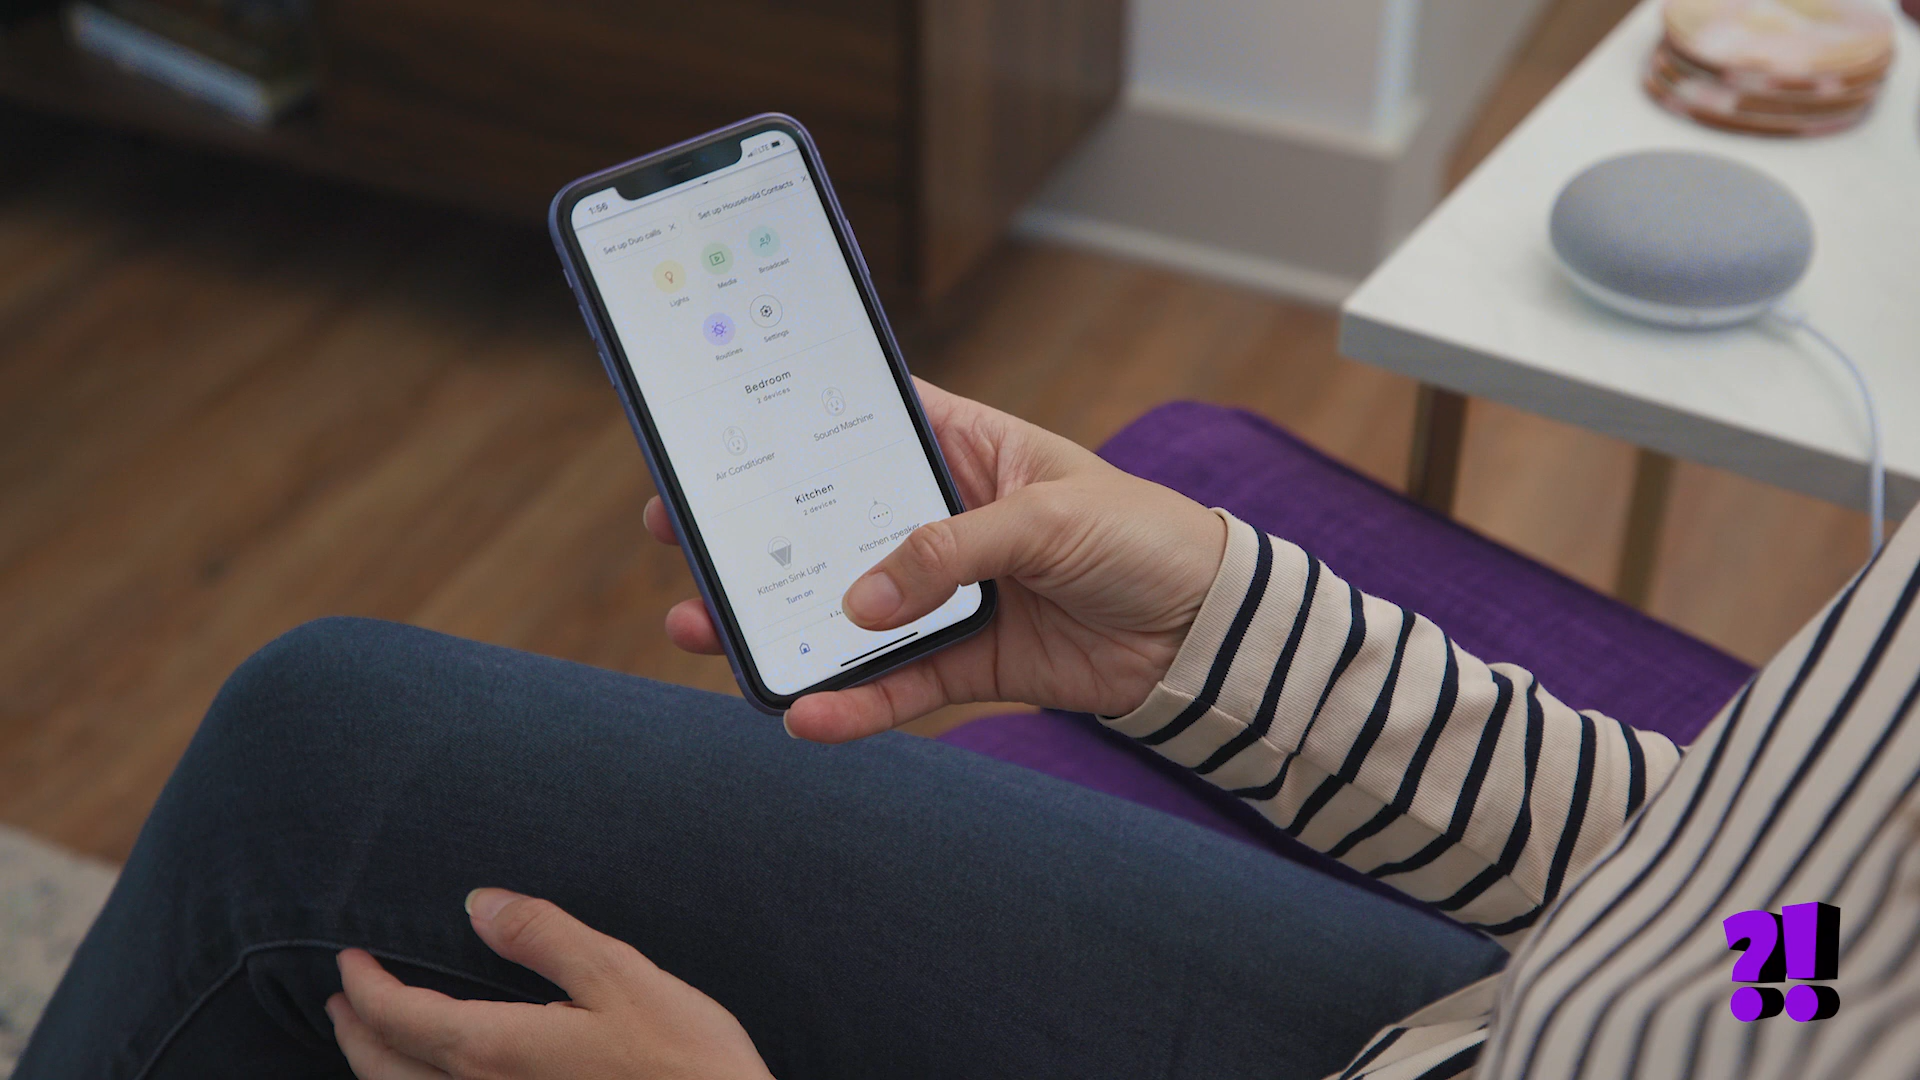 1:56
LTE
Set up Duo calls
Set up Household Contacts
Lights
Media
Broadcast
Routines
Settings
Bedroom
2 devices
Air Conditioner
Sound Machine
Kitchen
2 devices
Kitchen Sink Light
Turn on
Kitchen speaker
?!